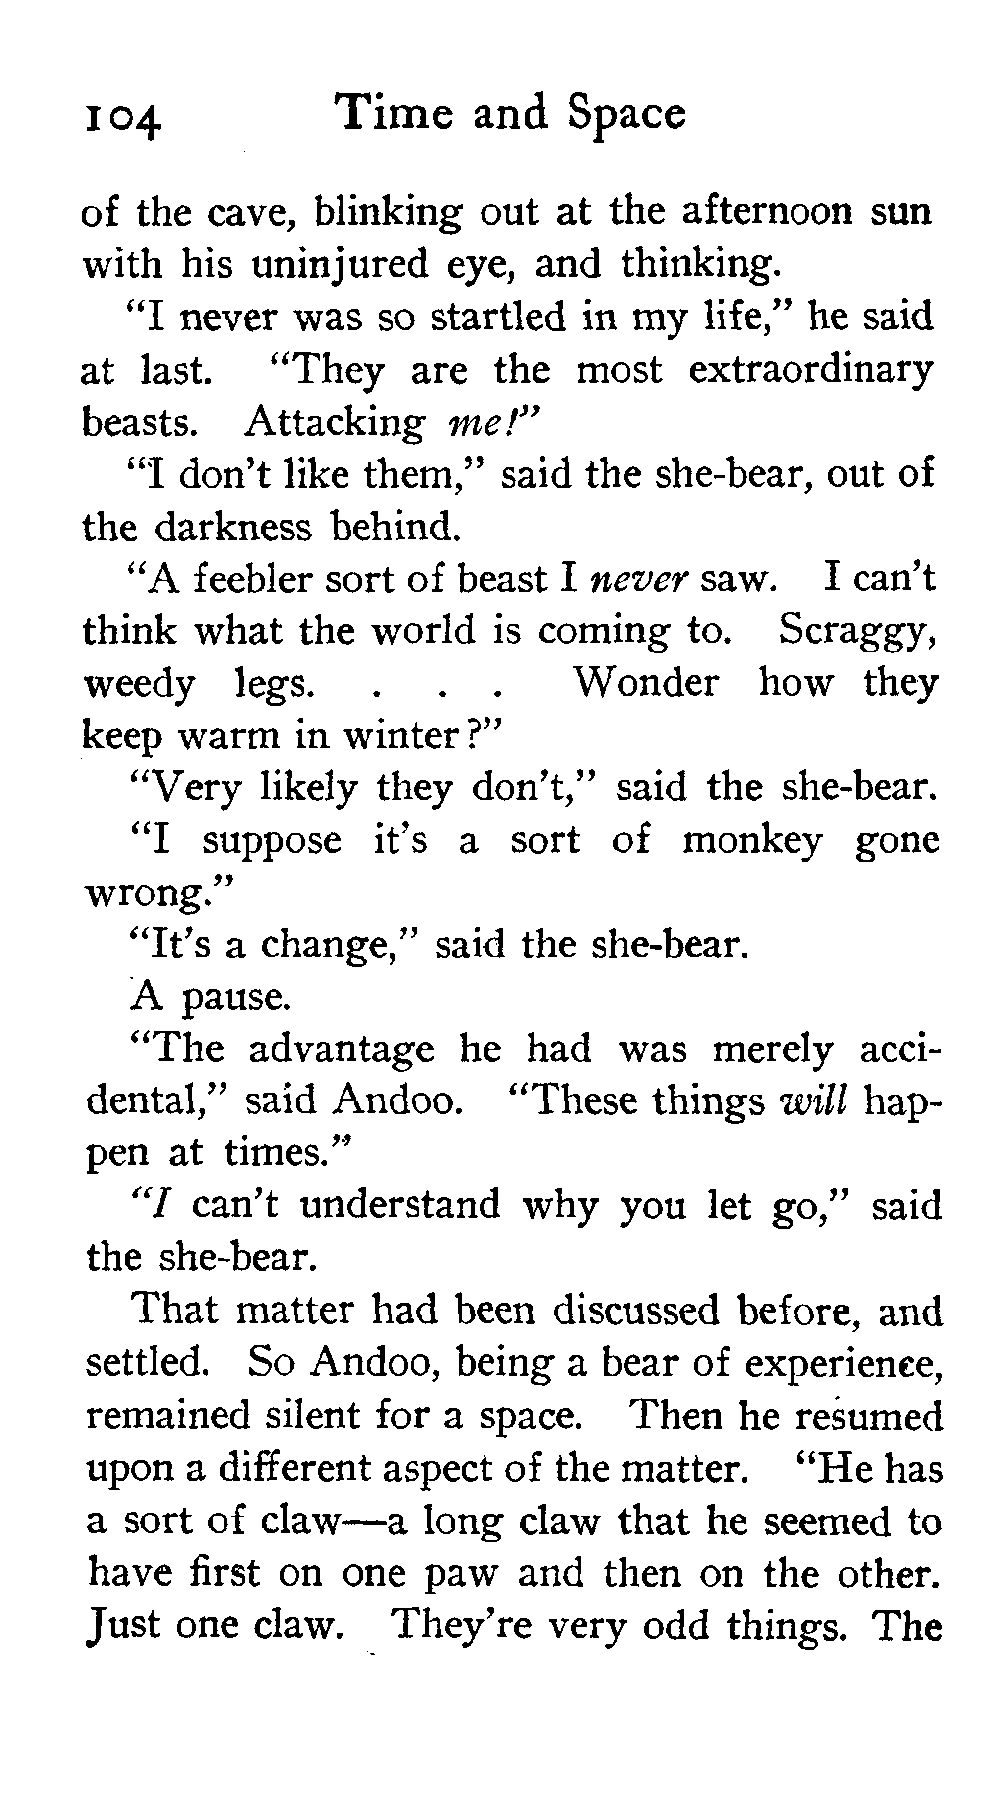 104 Time and Space
of the cave, blinking out at the afternoon sun
with his uninjured eye, and thinking.
“I never was so startled in my life,” he said
at last. “They are the most extraordinary
beasts. Attacking me!”
“I don’t like them,” said the she-bear, out of
the darkness behind.
“A feebler sort of beast I never saw. I can’t
think what the world is coming to. Scraggy,
weedy legs. . . . Wonder how they
keep warm in winter?”
“Very likely they don’t,” said the she-bear.
“I suppose it’s a sort of monkey gone
wrong.”
“It’s a change,” said the she-bear.
A pause.
“The advantage he had was merely acci-
dental,” said Andoo. “These things will hap-
pen at times.”
“I can’t understand why you let go,” said
the she-bear.
That matter had been discussed before, and
settled. So Andoo, being a bear of experience,
remained silent for a space. Then he resumed
upon a different aspect of the matter. “He has
a sort of claw—a long claw that he seemed to
have first on one paw and then on the other.
Just one claw. They’re very odd things. The